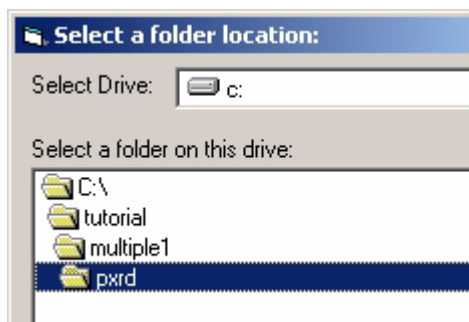 Select a folder location:
Select Drive: c:
Select a folder on this drive:
C:\
tutorial
multiple1
pxrd